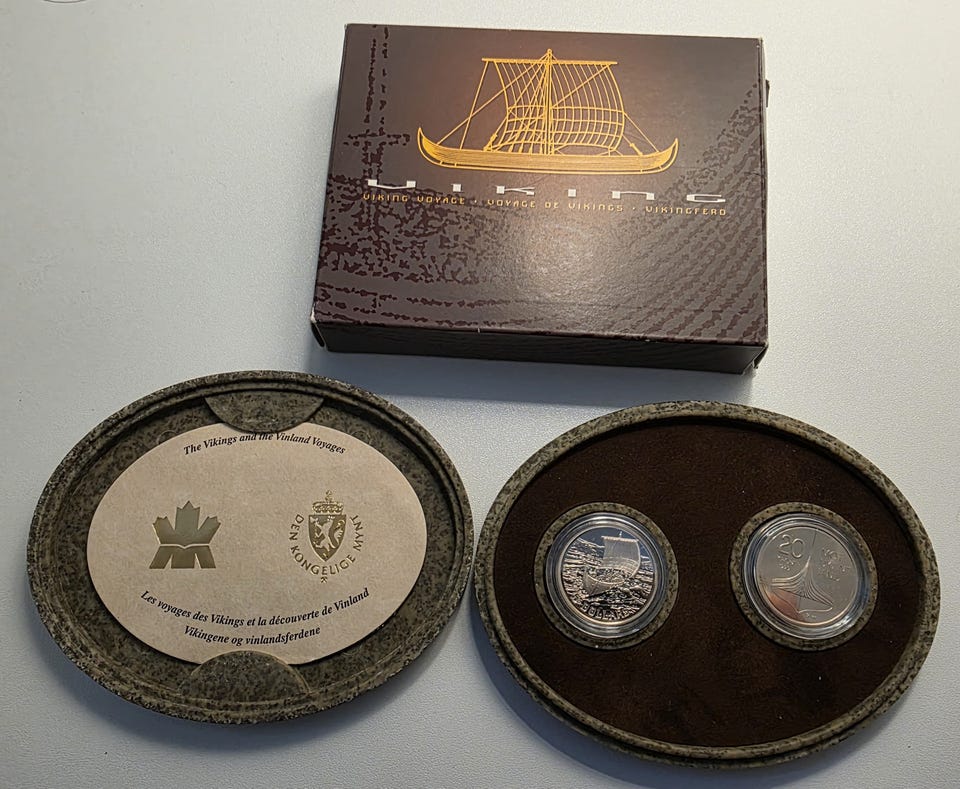 VIKING
VIKING VOYAGE · VOYAGE DE VIKINGS · VIKINGFERD
The Vikings and the Vinland Voyages
DEN KONGELIGE MYNT
Les voyages des Vikings et la découverte de Vinland
Vikingene og vinlandsferdene
DOLLAR
20